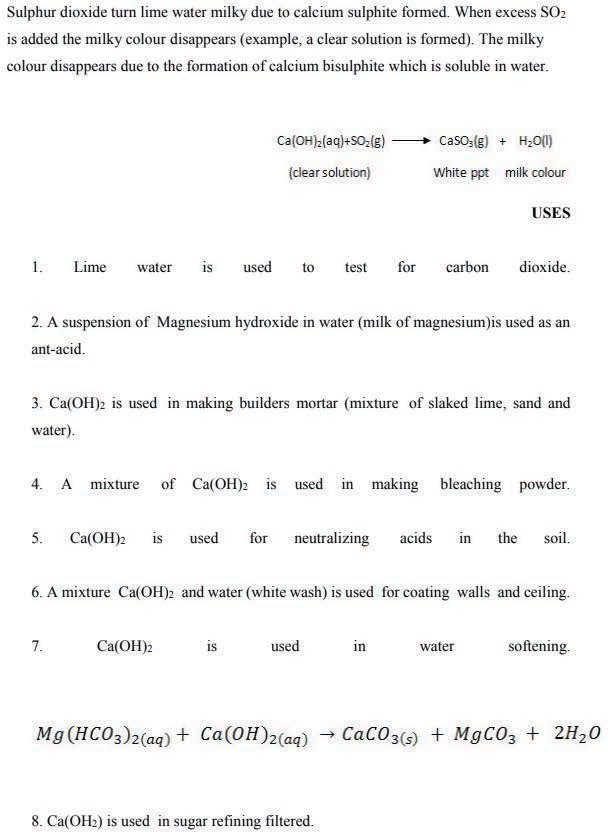 Sulphur dioxide turn lime water milky due to calcium sulphite formed. When excess SO₂
is added the milky colour disappears (example, a clear solution is formed). The milky
colour disappears due to the formation of calcium bisulphite which is soluble in water.
Ca(OH)₂(aq)+SO₂(g) ⟶ CaSO₃(g) + H₂O(l)
(clear solution) White ppt milk colour
USES
1. Lime water is used to test for carbon dioxide.
2. A suspension of Magnesium hydroxide in water (milk of magnesium)is used as an
ant-acid.
3. Ca(OH)₂ is used in making builders mortar (mixture of slaked lime, sand and
water).
4. A mixture of Ca(OH)₂ is used in making bleaching powder.
5. Ca(OH)₂ is used for neutralizing acids in the soil.
6. A mixture Ca(OH)₂ and water (white wash) is used for coating walls and ceiling.
7. Ca(OH)₂ is used in water softening.
Mg(HCO₃)₂₍aq₎ + Ca(OH)₂₍aq₎ → CaCO₃₍s₎ + MgCO₃ + 2H₂O
8. Ca(OH₂) is used in sugar refining filtered.